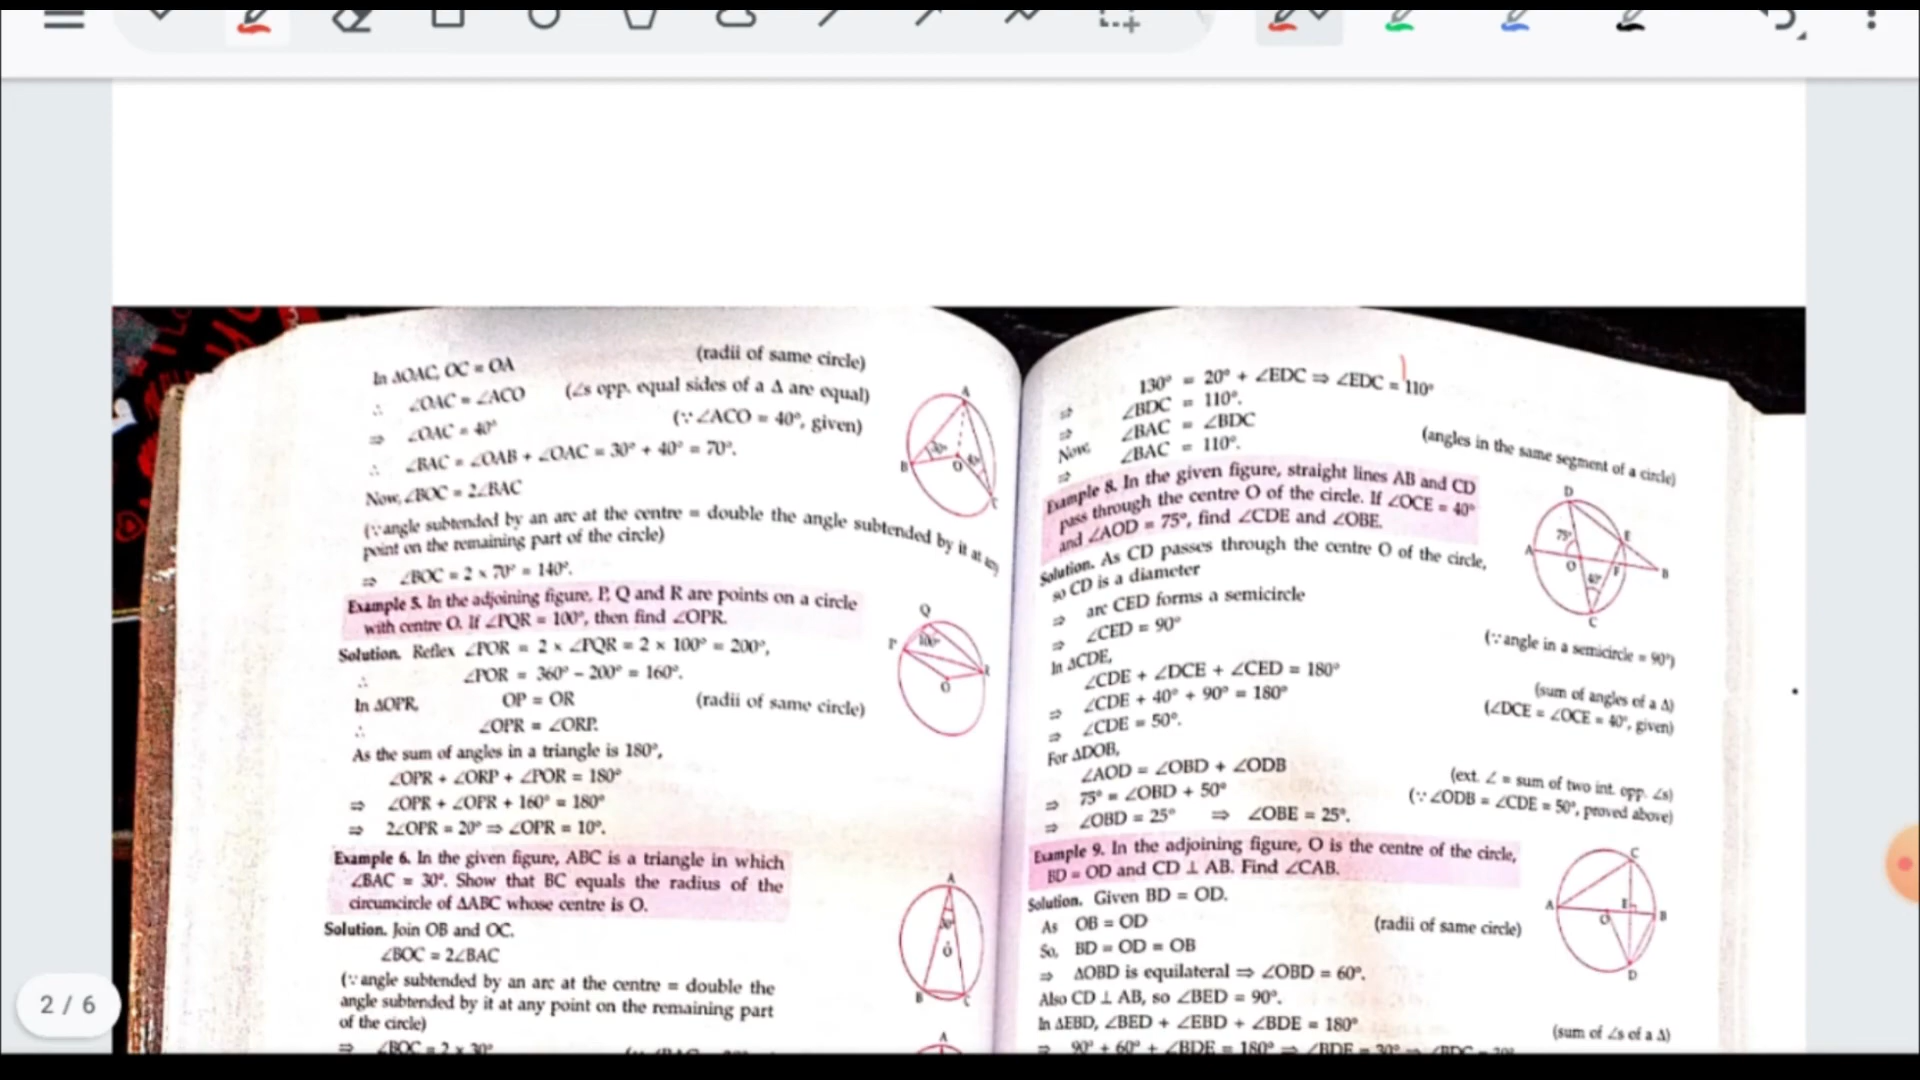 In ΔOAC, OC = OA (radii of same circle)
∴ ∠OAC = ∠ACO (∠s opp. equal sides of a Δ are equal)
⇒ ∠OAC = 40° (∵ ∠ACO = 40°, given)
∴ ∠BAC = ∠OAB + ∠OAC = 30° + 40° = 70°.
Now, ∠BOC = 2∠BAC
(∵ angle subtended by an arc at the centre = double the angle subtended by it at any
point on the remaining part of the circle)
⇒ ∠BOC = 2 × 70° = 140°.
A
B
O
C
Example 5. In the adjoining figure, P, Q and R are points on a circle
with centre O. If ∠PQR = 100°, then find ∠OPR.
Solution. Reflex ∠POR = 2 × ∠PQR = 2 × 100° = 200°,
∴ ∠POR = 360° – 200° = 160°.
In ΔOPR, OP = OR (radii of same circle)
∴ ∠OPR = ∠ORP.
As the sum of angles in a triangle is 180°,
∠OPR + ∠ORP + ∠POR = 180°
⇒ ∠OPR + ∠OPR + 160° = 180°
⇒ 2∠OPR = 20° ⇒ ∠OPR = 10°.
Q
P
100°
R
O
Example 6. In the given figure, ABC is a triangle in which
∠BAC = 30°. Show that BC equals the radius of the
circumcircle of ΔABC whose centre is O.
Solution. Join OB and OC.
∠BOC = 2∠BAC
(∵ angle subtended by an arc at the centre = double the
angle subtended by it at any point on the remaining part
of the circle)
⇒ ∠BOC = 2 × 30°
A
30°
O
B
C
A
⇒ 130° = 20° + ∠EDC ⇒ ∠EDC = 110°
⇒ ∠BDC = 110°.
Now, ∠BAC = ∠BDC (angles in the same segment of a circle)
⇒ ∠BAC = 110°.
Example 8. In the given figure, straight lines AB and CD
pass through the centre O of the circle. If ∠OCE = 40°
and ∠AOD = 75°, find ∠CDE and ∠OBE.
Solution. As CD passes through the centre O of the circle,
so CD is a diameter
⇒ arc CED forms a semicircle
⇒ ∠CED = 90° (∵ angle in a semicircle = 90°)
In ΔCDE,
∠CDE + ∠DCE + ∠CED = 180° (sum of angles of a Δ)
⇒ ∠CDE + 40° + 90° = 180° (∠DCE = ∠OCE = 40°, given)
⇒ ∠CDE = 50°.
For ΔDOB,
∠AOD = ∠OBD + ∠ODB (ext. ∠ = sum of two int. opp. ∠s)
⇒ 75° = ∠OBD + 50° (∵ ∠ODB = ∠CDE = 50°, proved above)
⇒ ∠OBD = 25° ⇒ ∠OBE = 25°.
D
75°
E
A
O
F
B
40°
C
Example 9. In the adjoining figure, O is the centre of the circle,
BD = OD and CD ⊥ AB. Find ∠CAB.
Solution. Given BD = OD.
As OB = OD (radii of same circle)
So, BD = OD = OB
⇒ ΔOBD is equilateral ⇒ ∠OBD = 60°.
Also CD ⊥ AB, so ∠BED = 90°.
In ΔEBD, ∠BED + ∠EBD + ∠BDE = 180° (sum of ∠s of a Δ)
⇒ 90° + 60° + ∠BDE = 180° ⇒ ∠BDE = 30°
C
A
E
O
B
D
2 / 6